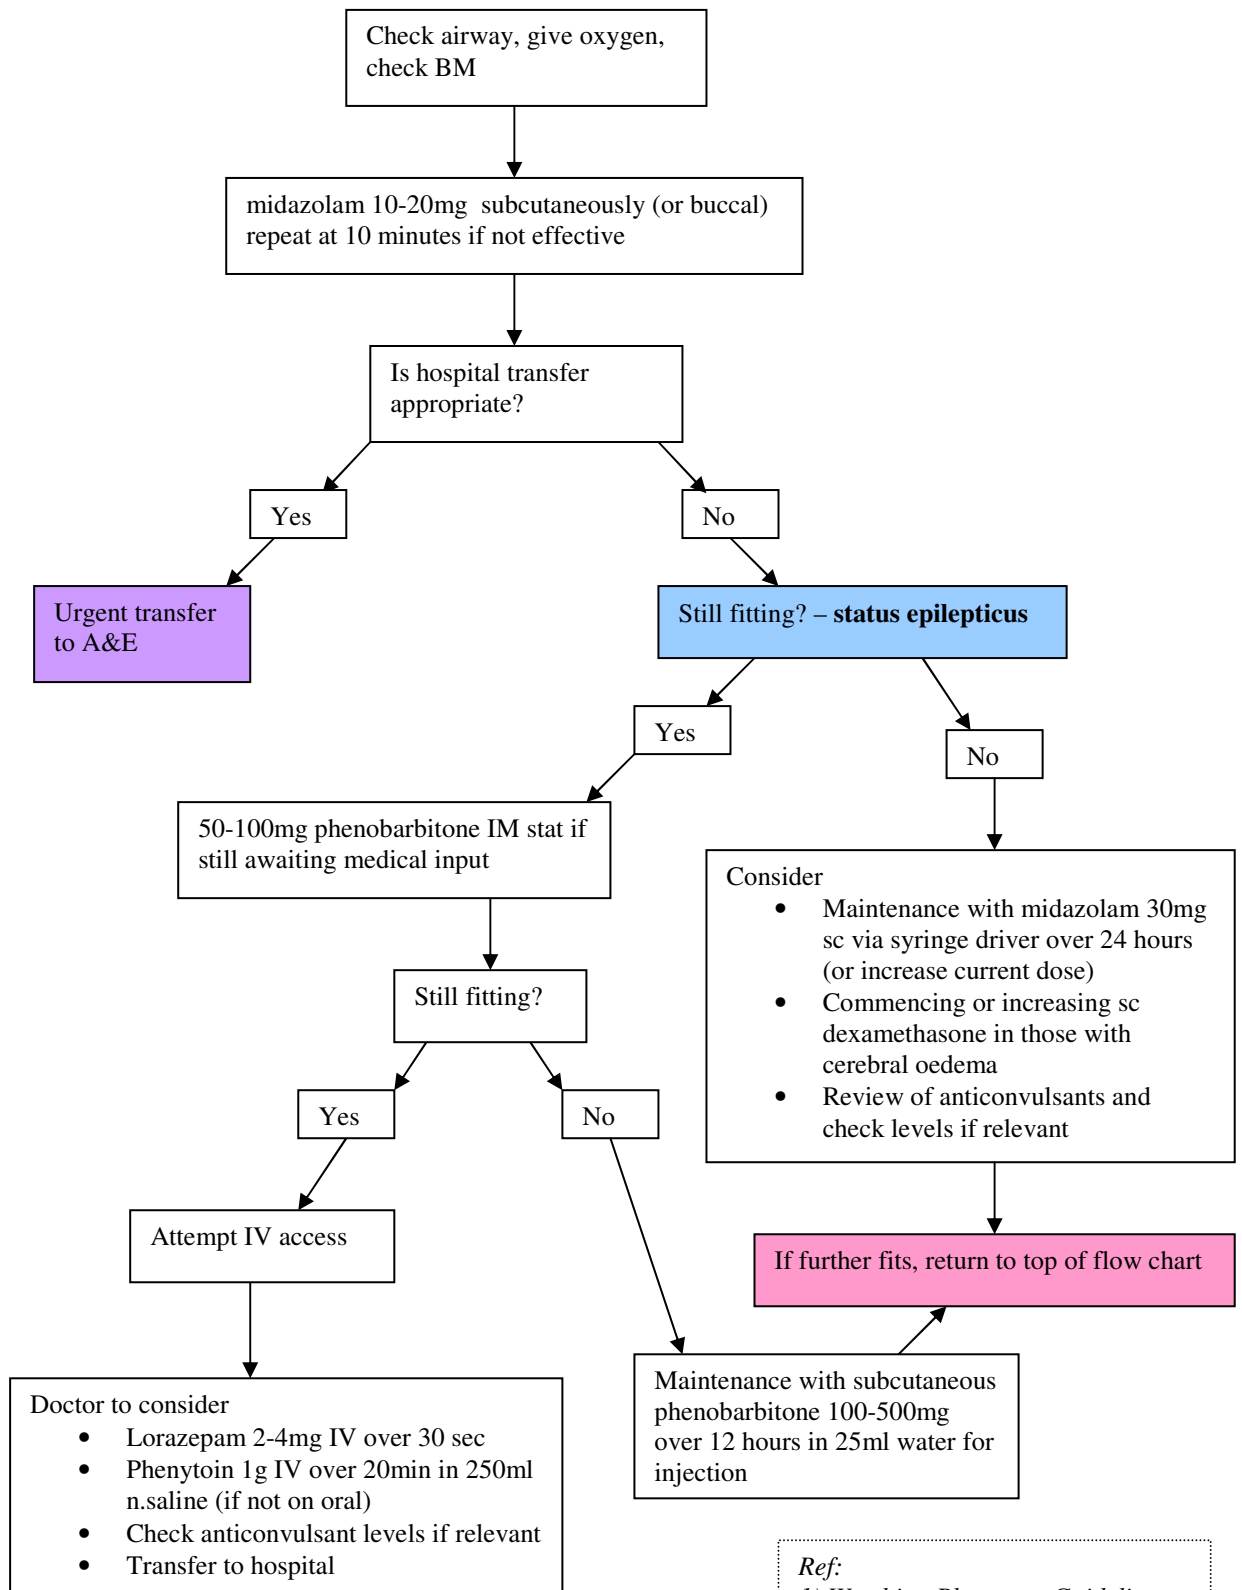 Check airway, give oxygen,
check BM
midazolam 10-20mg subcutaneously (or buccal)
repeat at 10 minutes if not effective
Is hospital transfer
appropriate?
Yes
No
Urgent transfer
to A&E
Still fitting? – status epilepticus
Yes
No
50-100mg phenobarbitone IM stat if
still awaiting medical input
Consider
• Maintenance with midazolam 30mg
sc via syringe driver over 24 hours
(or increase current dose)
• Commencing or increasing sc
dexamethasone in those with
cerebral oedema
• Review of anticonvulsants and
check levels if relevant
Still fitting?
Yes
No
Attempt IV access
If further fits, return to top of flow chart
Maintenance with subcutaneous
phenobarbitone 100-500mg
over 12 hours in 25ml water for
injection
Doctor to consider
• Lorazepam 2-4mg IV over 30 sec
• Phenytoin 1g IV over 20min in 250ml
n.saline (if not on oral)
• Check anticonvulsant levels if relevant
• Transfer to hospital
Ref: